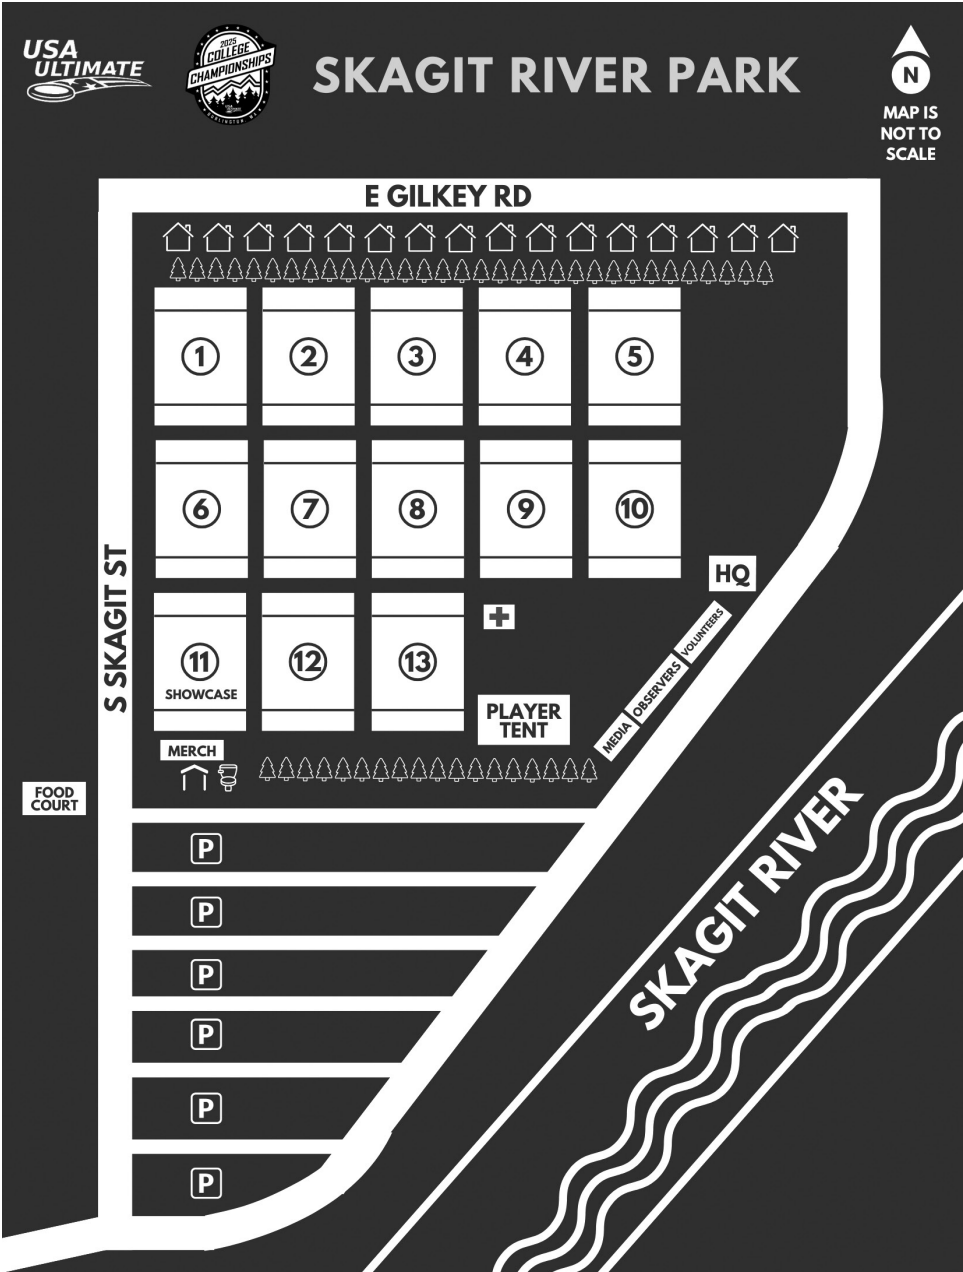 USA
ULTIMATE
2025
COLLEGE
CHAMPIONSHIPS
BURLINGTON, WA
SKAGIT RIVER PARK
N
MAP IS
NOT TO
SCALE
E GILKEY RD
1
2
3
4
5
6
7
8
9
10
HQ
S SKAGIT ST
11
SHOWCASE
12
13
VOLUNTEERS
OBSERVERS
MEDIA
PLAYER
TENT
MERCH
FOOD
COURT
P
P
P
P
P
P
SKAGIT RIVER